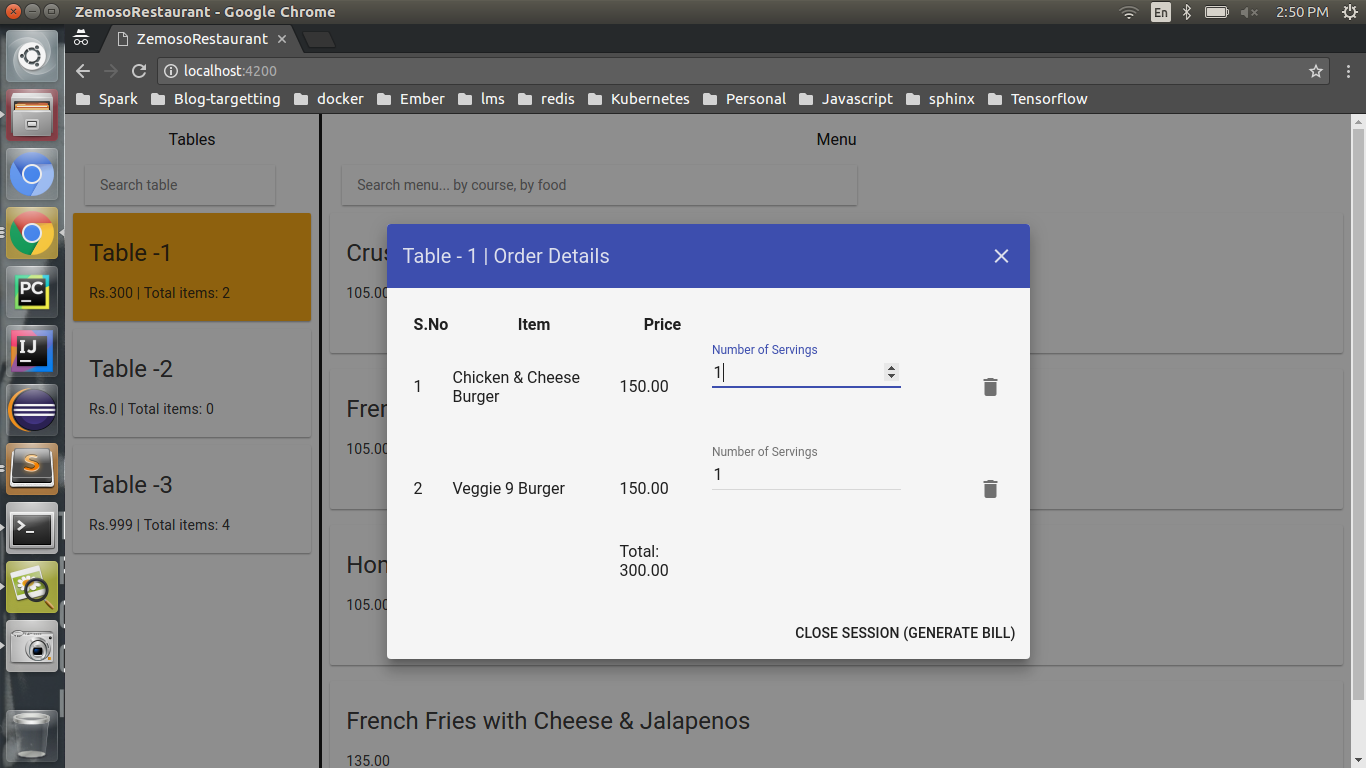 ZemosoRestaurant - Google Chrome
En
2:50 PM
ZemosoRestaurant
localhost:4200
Spark Blog-targetting docker Ember lms redis Kubernetes Personal Javascript sphinx Tensorflow
Tables
Search table
Table -1
Rs.300 | Total items: 2
Table -2
Rs.0 | Total items: 0
Table -3
Rs.999 | Total items: 4
Menu
Search menu... by course, by food
Table - 1 | Order Details
S.No Item Price
Number of Servings
1 Chicken & Cheese Burger 150.00 1
Number of Servings
2 Veggie 9 Burger 150.00 1
Total:
300.00
CLOSE SESSION (GENERATE BILL)
105.00
105.00
105.00
French Fries with Cheese & Jalapenos
135.00
PC
IJ
S